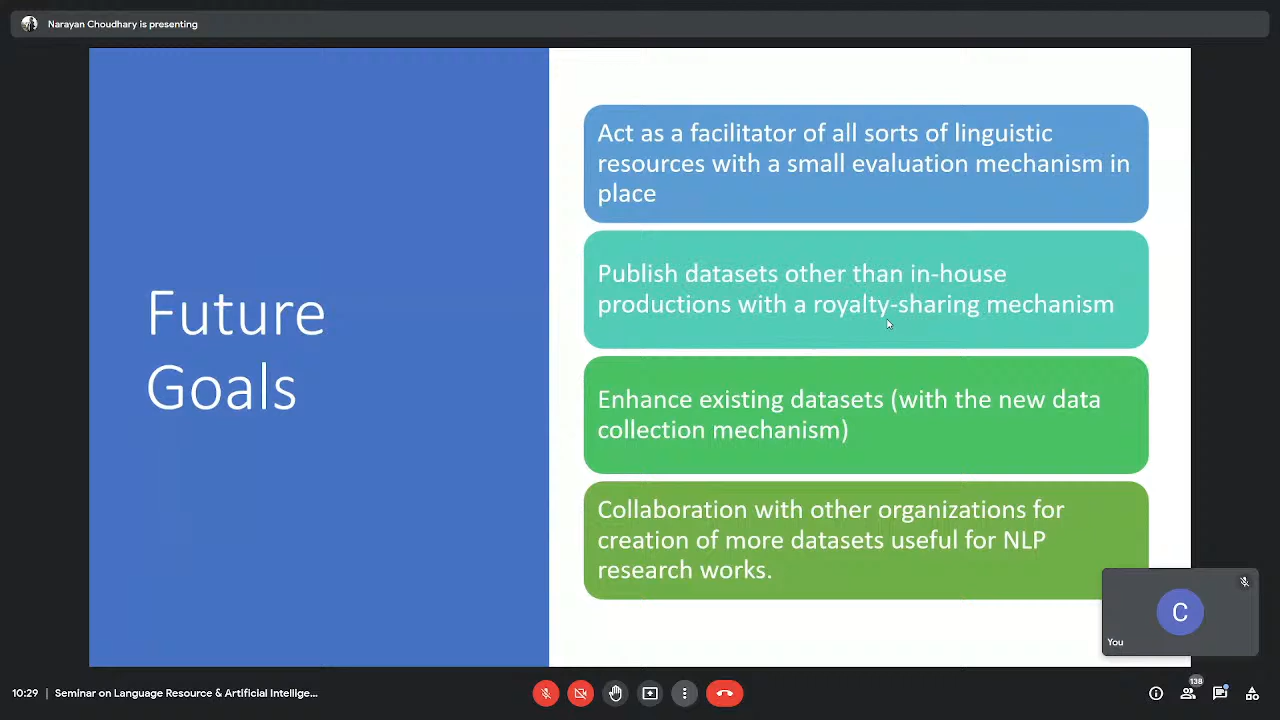 Narayan Choudhary is presenting
Future
Goals
Act as a facilitator of all sorts of linguistic
resources with a small evaluation mechanism in
place
Publish datasets other than in-house
productions with a royalty-sharing mechanism
Enhance existing datasets (with the new data
collection mechanism)
Collaboration with other organizations for
creation of more datasets useful for NLP
research works.
C
You
10:29 | Seminar on Language Resource & Artificial Intellige...
138